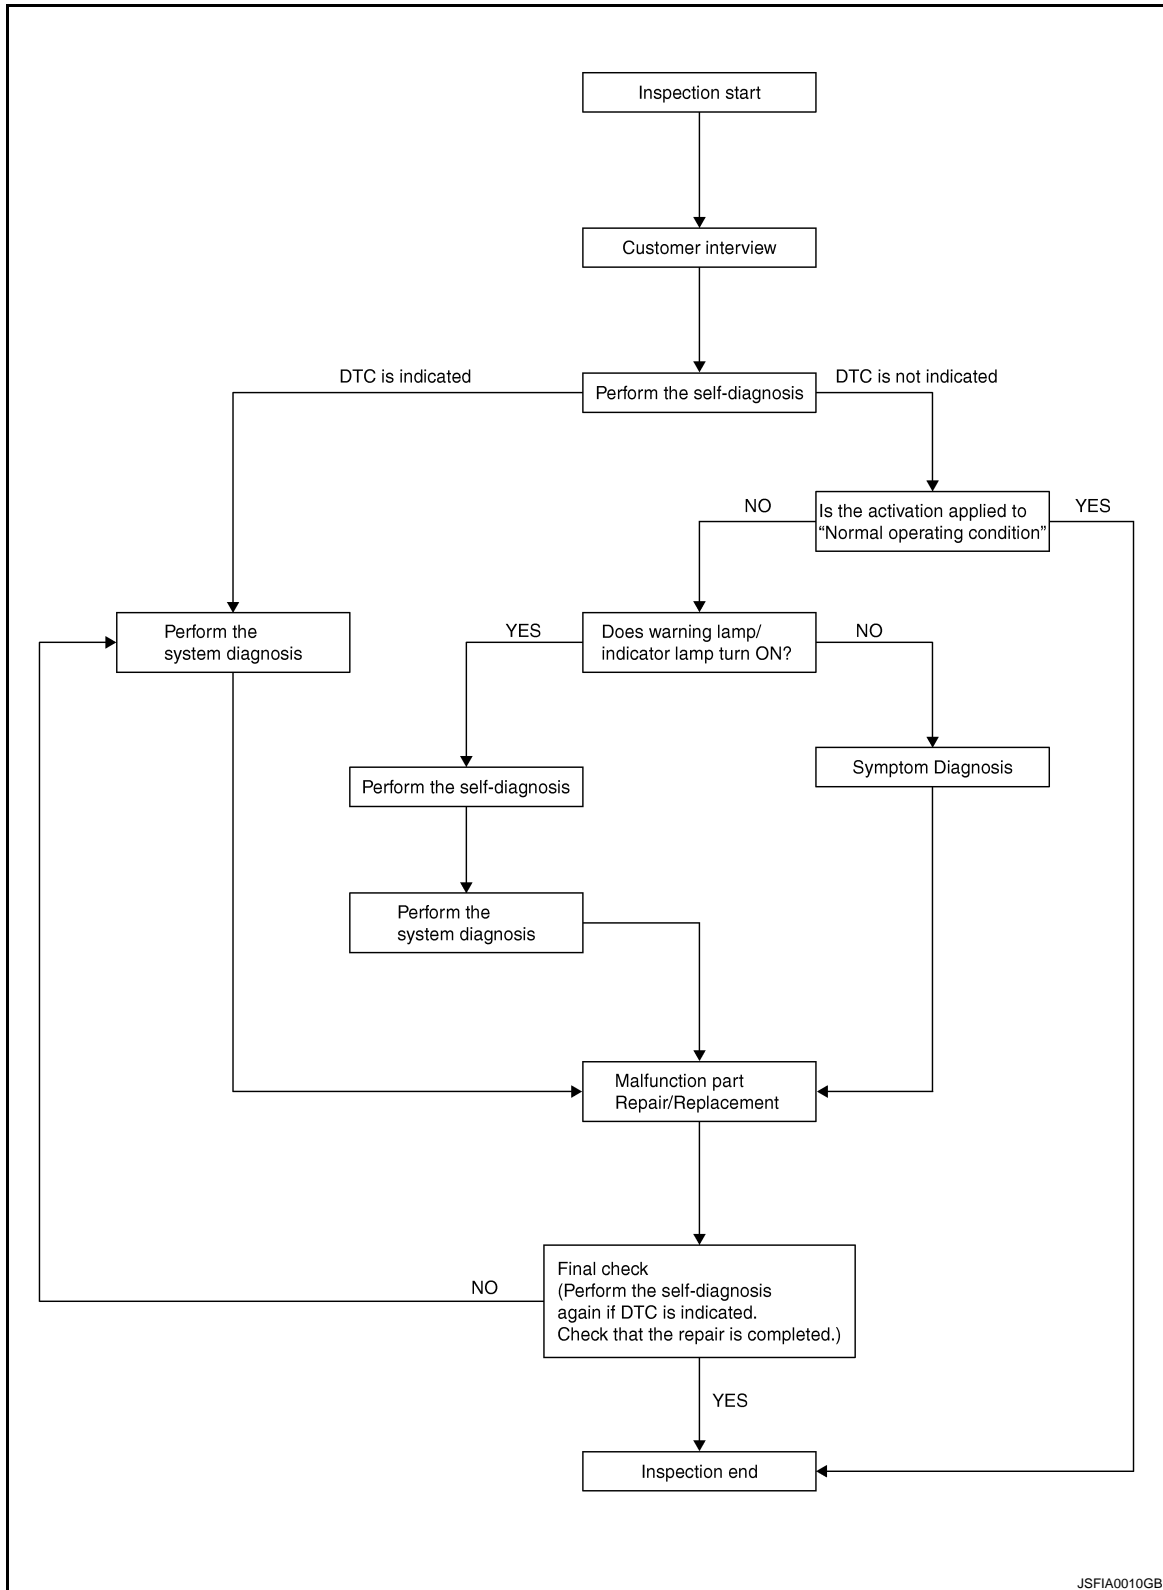 Inspection start
Customer interview
DTC is indicated
Perform the self-diagnosis
DTC is not indicated
NO
Is the activation applied to
“Normal operating condition”
YES
Perform the
system diagnosis
YES
Does warning lamp/
indicator lamp turn ON?
NO
Perform the self-diagnosis
Symptom Diagnosis
Perform the
system diagnosis
Malfunction part
Repair/Replacement
NO
Final check
(Perform the self-diagnosis
again if DTC is indicated.
Check that the repair is completed.)
YES
Inspection end
JSFIA0010GB